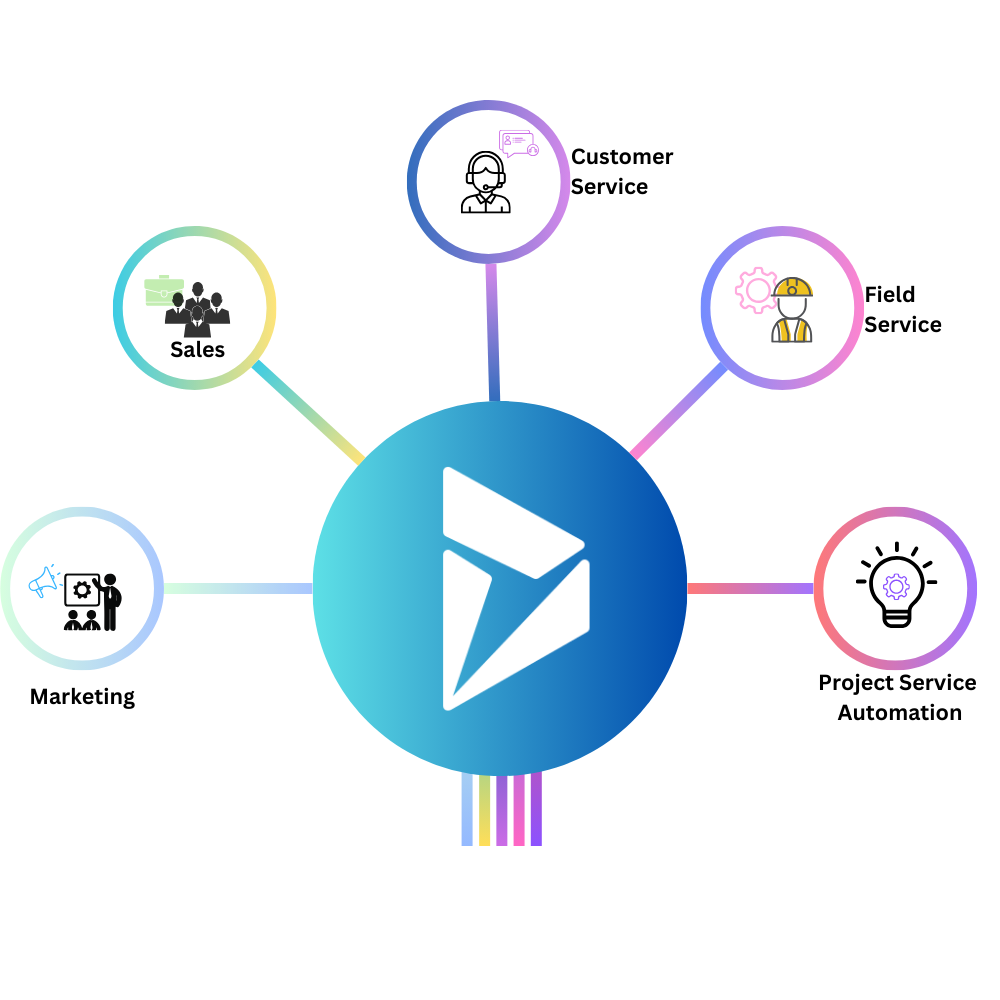 Customer
Service
Field
Service
Sales
Marketing
Project Service
Automation